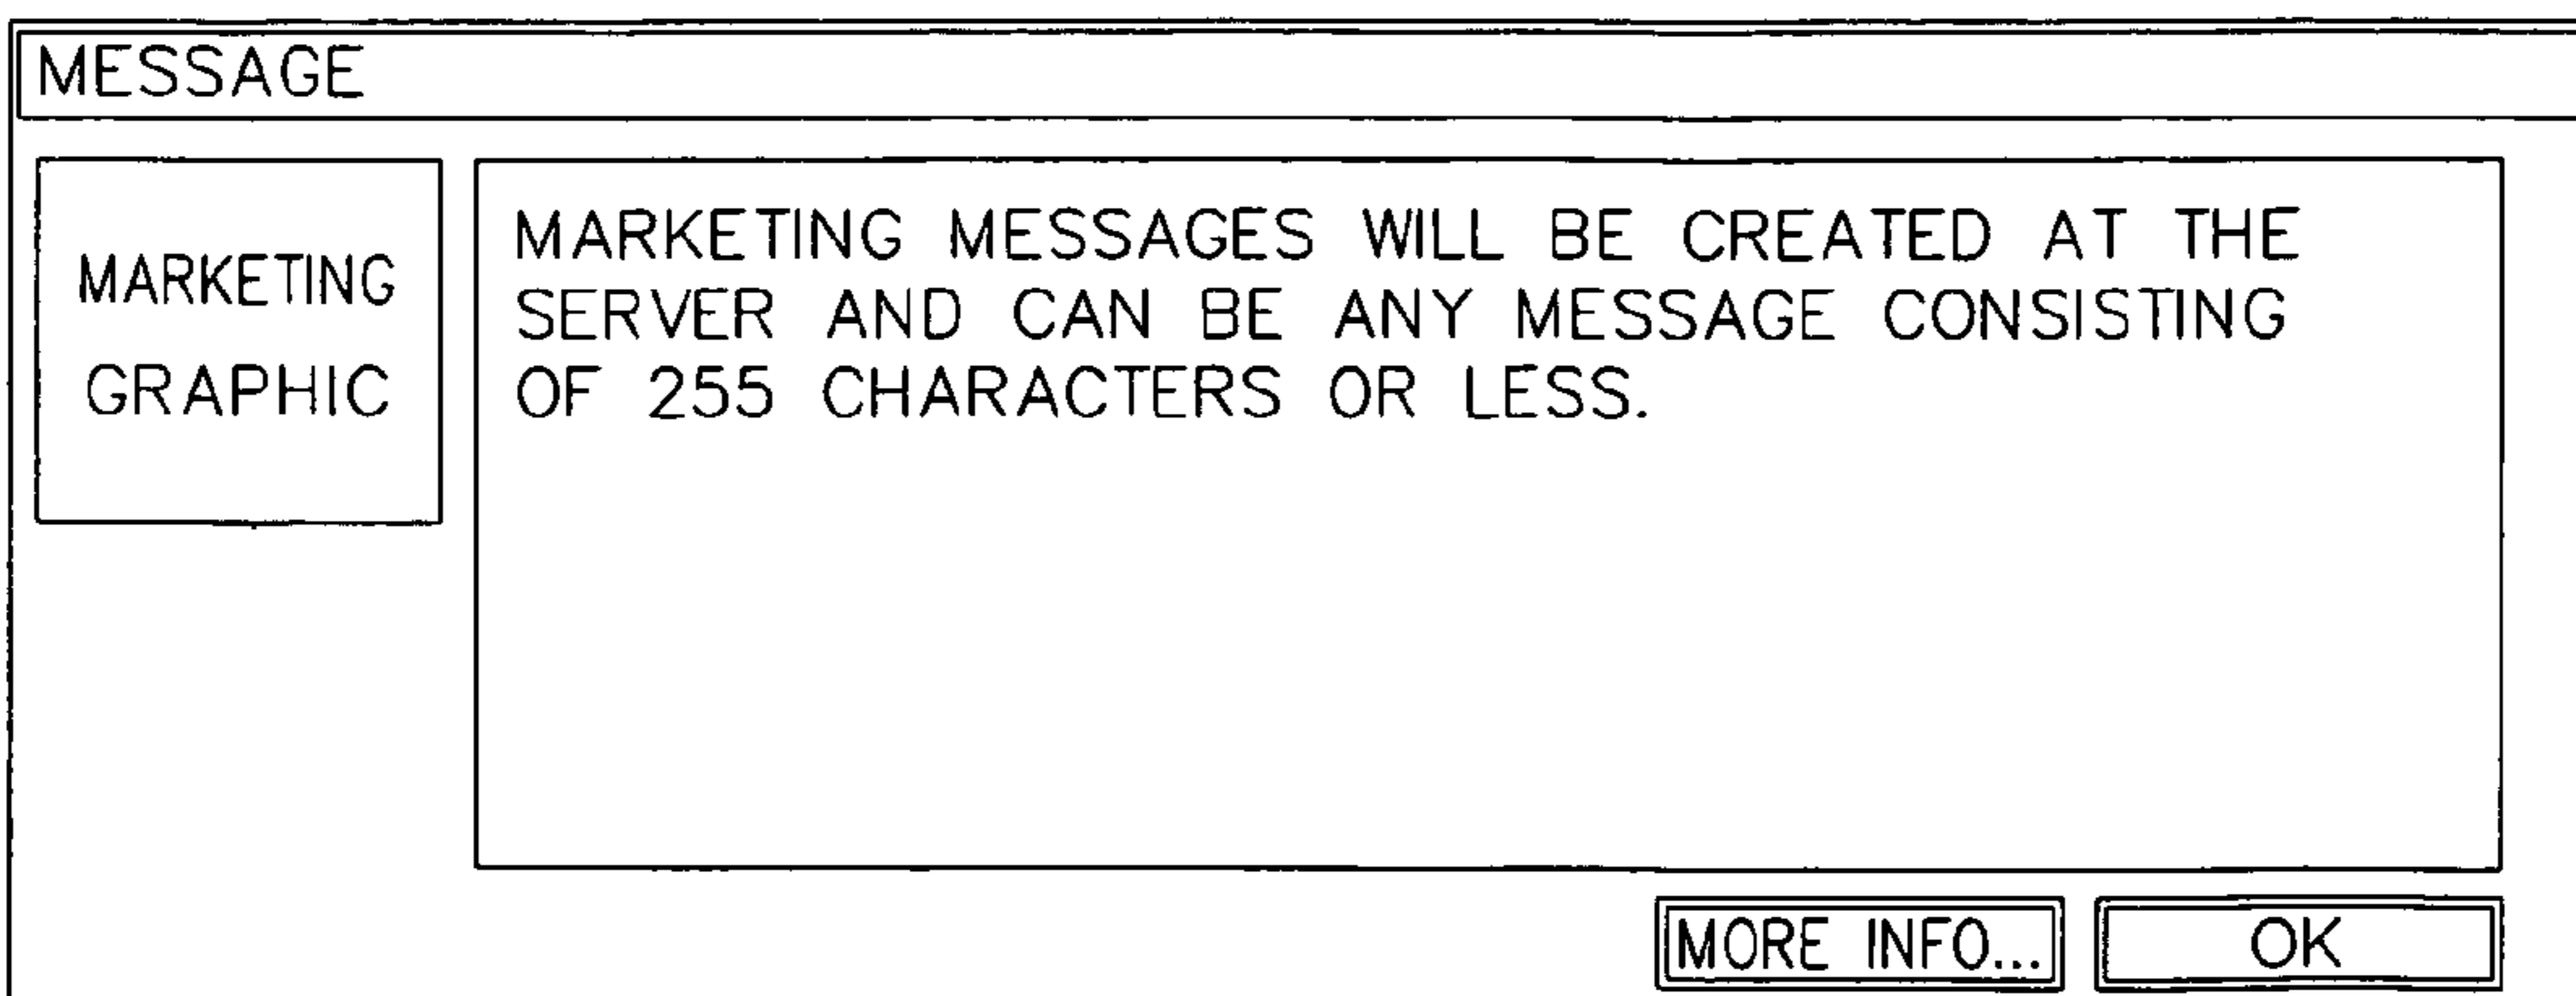 MESSAGE
MARKETING
GRAPHIC
MARKETING MESSAGES WILL BE CREATED AT THE
SERVER AND CAN BE ANY MESSAGE CONSISTING
OF 255 CHARACTERS OR LESS.
MORE INFO...
OK